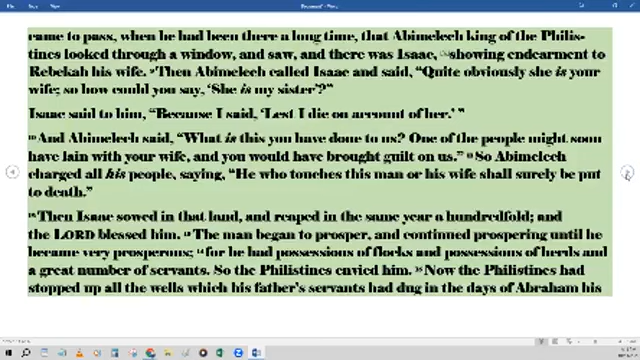 came to pass, when he had been there a long time, that Abimelech king of the Philis-
tines looked through a window, and saw, and there was Isaac, showing endearment to
Rebekah his wife. 9 Then Abimelech called Isaac and said, “Quite obviously she is your
wife; so how could you say, ‘She is my sister’?”
Isaac said to him, “Because I said, ‘Lest I die on account of her.’ ”
10 And Abimelech said, “What is this you have done to us? One of the people might soon
have lain with your wife, and you would have brought guilt on us.” 11 So Abimelech
charged all his people, saying, “He who touches this man or his wife shall surely be put
to death.”
12 Then Isaac sowed in that land, and reaped in the same year a hundredfold; and
the LORD blessed him. 13 The man began to prosper, and continued prospering until he
became very prosperous; 14 for he had possessions of flocks and possessions of herds and
a great number of servants. So the Philistines envied him. 15 Now the Philistines had
stopped up all the wells which his father’s servants had dug in the days of Abraham his